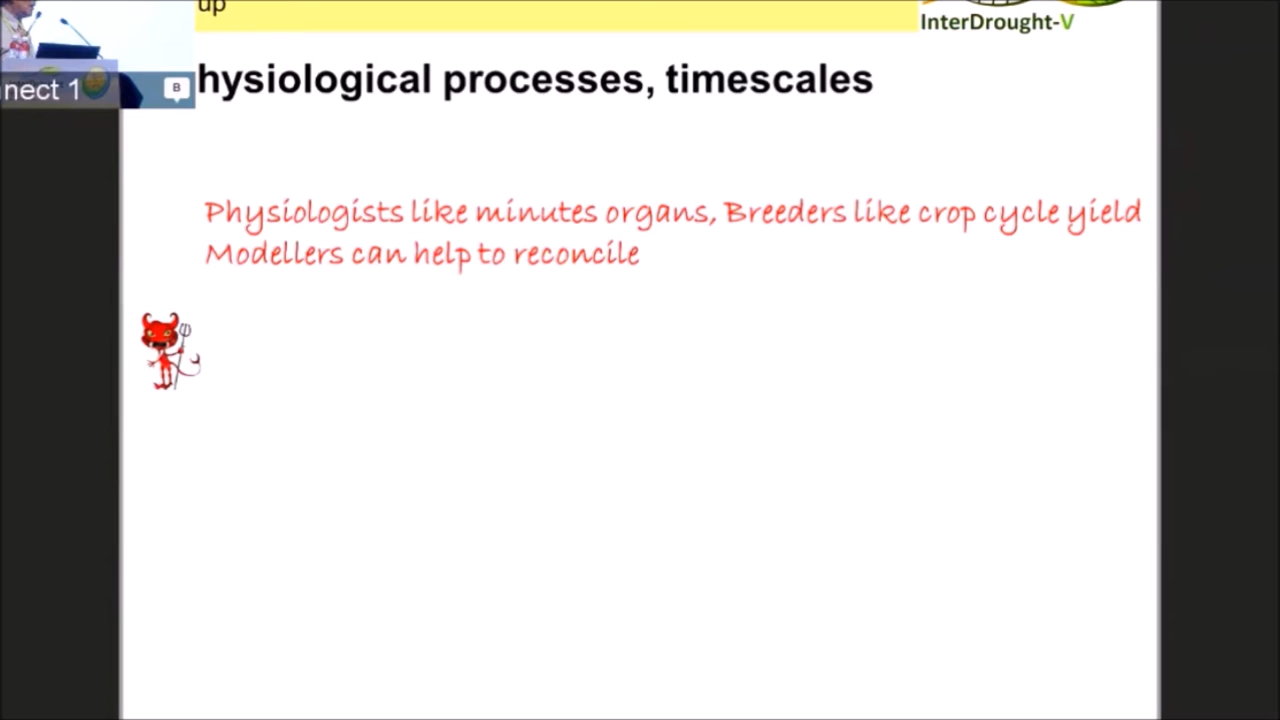 up
InterDrought-V
hysiological processes, timescales
nnect 1
B
Physiologists like minutes organs, Breeders like crop cycle yield
Modellers can help to reconcile